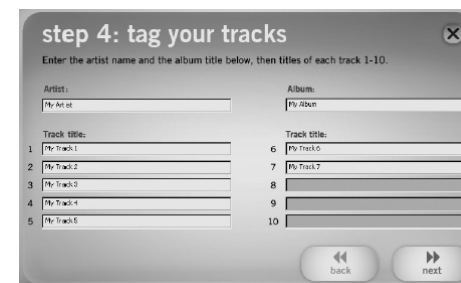 step 4: tag your tracks
Enter the artist name and the album title below, then titles of each track 1-10.
Artist:
My Artist
Album:
My Album
Track title:
1 My Track 1
2 My Track 2
3 My Track 3
4 My Track 4
5 My Track 5
Track title:
6 My Track 6
7 My Track 7
8
9
10
back
next